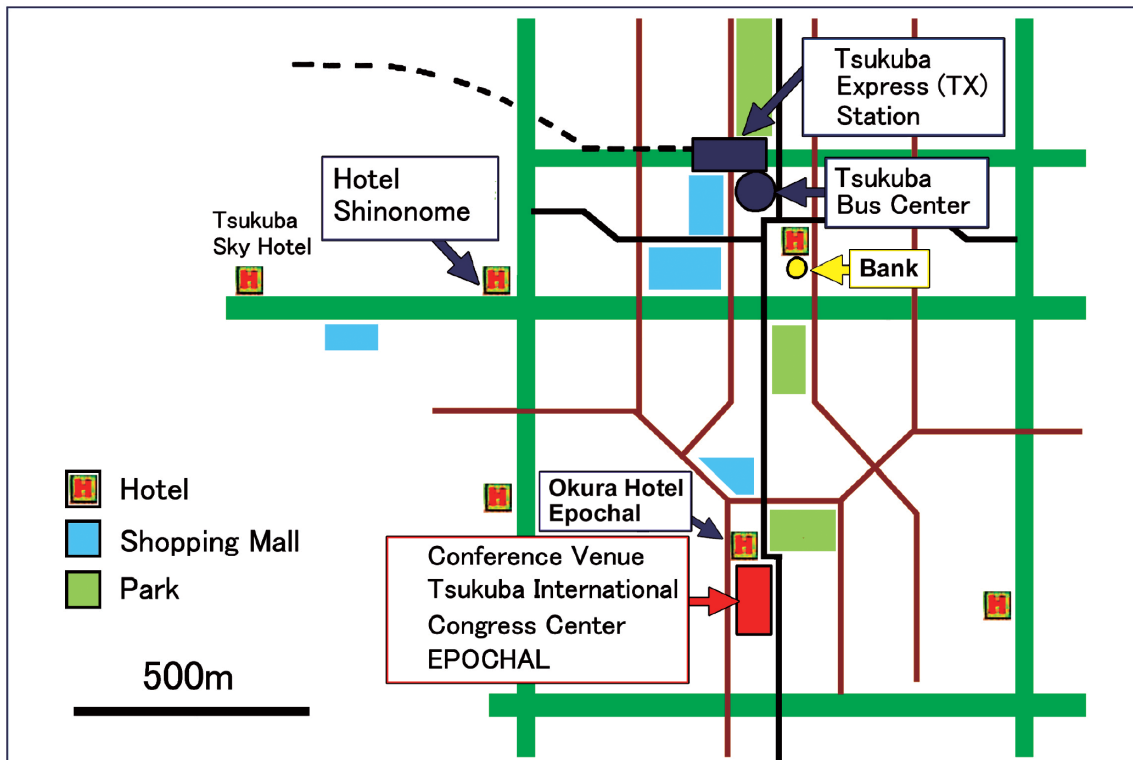 Tsukuba
Express (TX)
Station
Tsukuba
Bus Center
Hotel
Shinonome
Tsukuba
Sky Hotel
H
H
H
Bank
H
Hotel
Shopping Mall
Park
H
Okura Hotel
Epochal
H
Conference Venue
Tsukuba International
Congress Center
EPOCHAL
H
500m